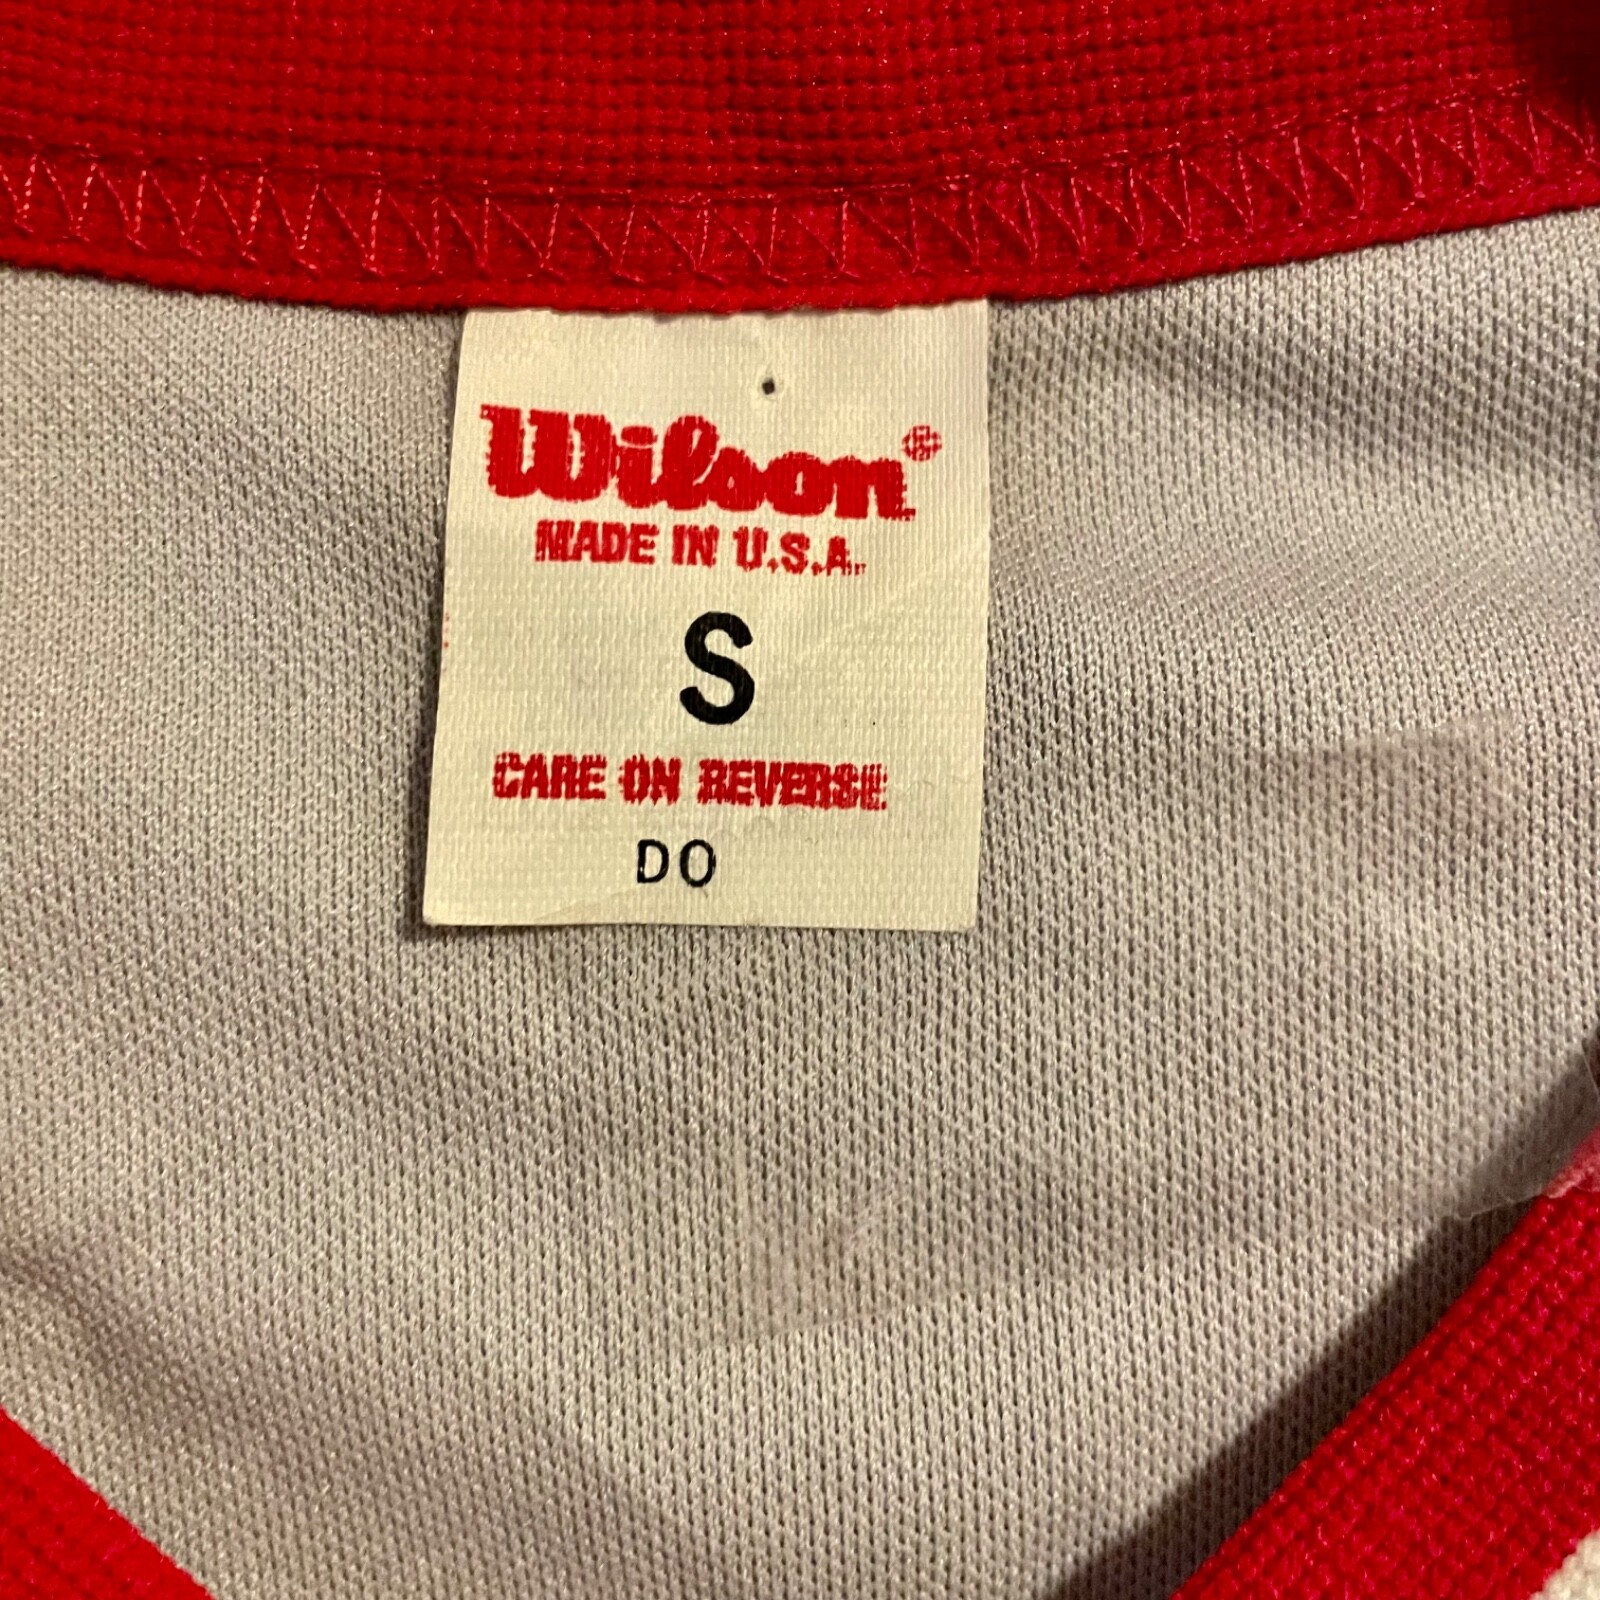 Wilson®
MADE IN U.S.A.
S
CARE ON REVERSE
DO